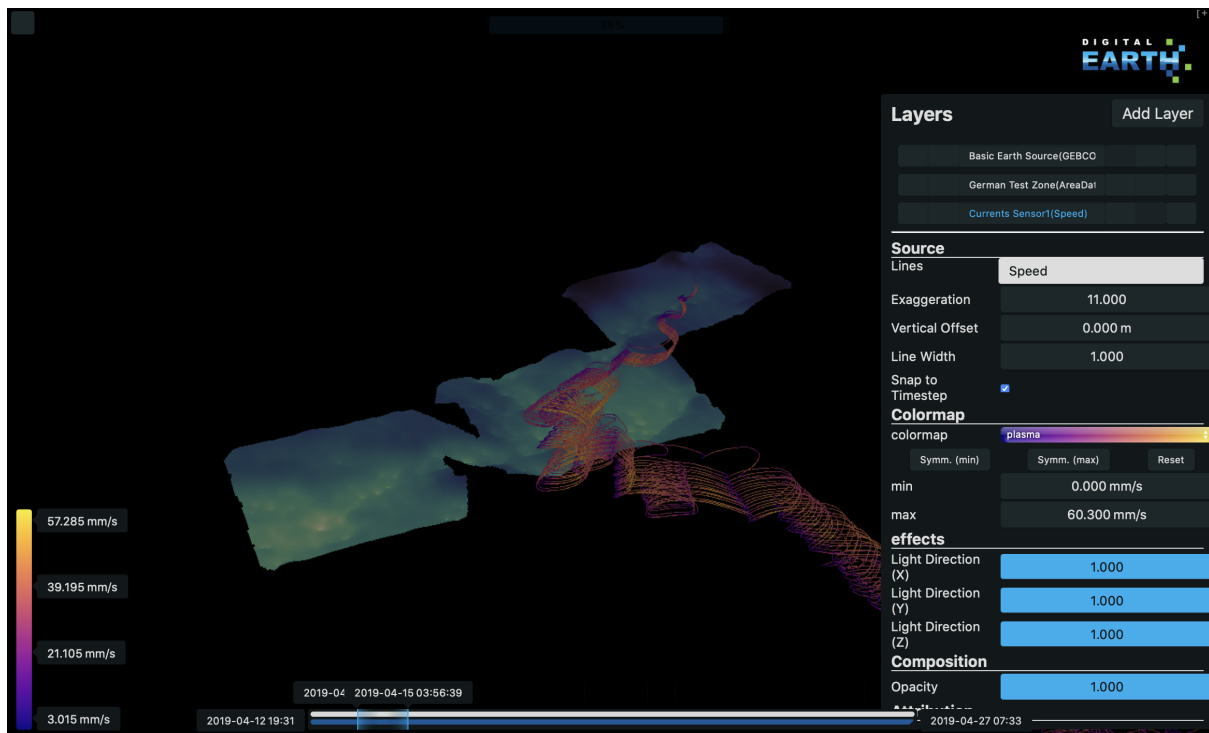 [+
DIGITAL
EARTH
Layers
Add Layer
Basic Earth Source(GEBCO
German Test Zone(AreaDat
Currents Sensor1(Speed)
Source
Lines
Speed
Exaggeration
11.000
Vertical Offset
0.000 m
Line Width
1.000
Snap to
Timestep
Colormap
colormap
plasma
Symm. (min)
Symm. (max)
Reset
min
0.000 mm/s
max
60.300 mm/s
effects
Light Direction
(X)
1.000
Light Direction
(Y)
1.000
Light Direction
(Z)
1.000
Composition
Opacity
1.000
57.285 mm/s
39.195 mm/s
21.105 mm/s
3.015 mm/s
2019-04
2019-04-15 03:56:39
2019-04-12 19:31
2019-04-27 07:33